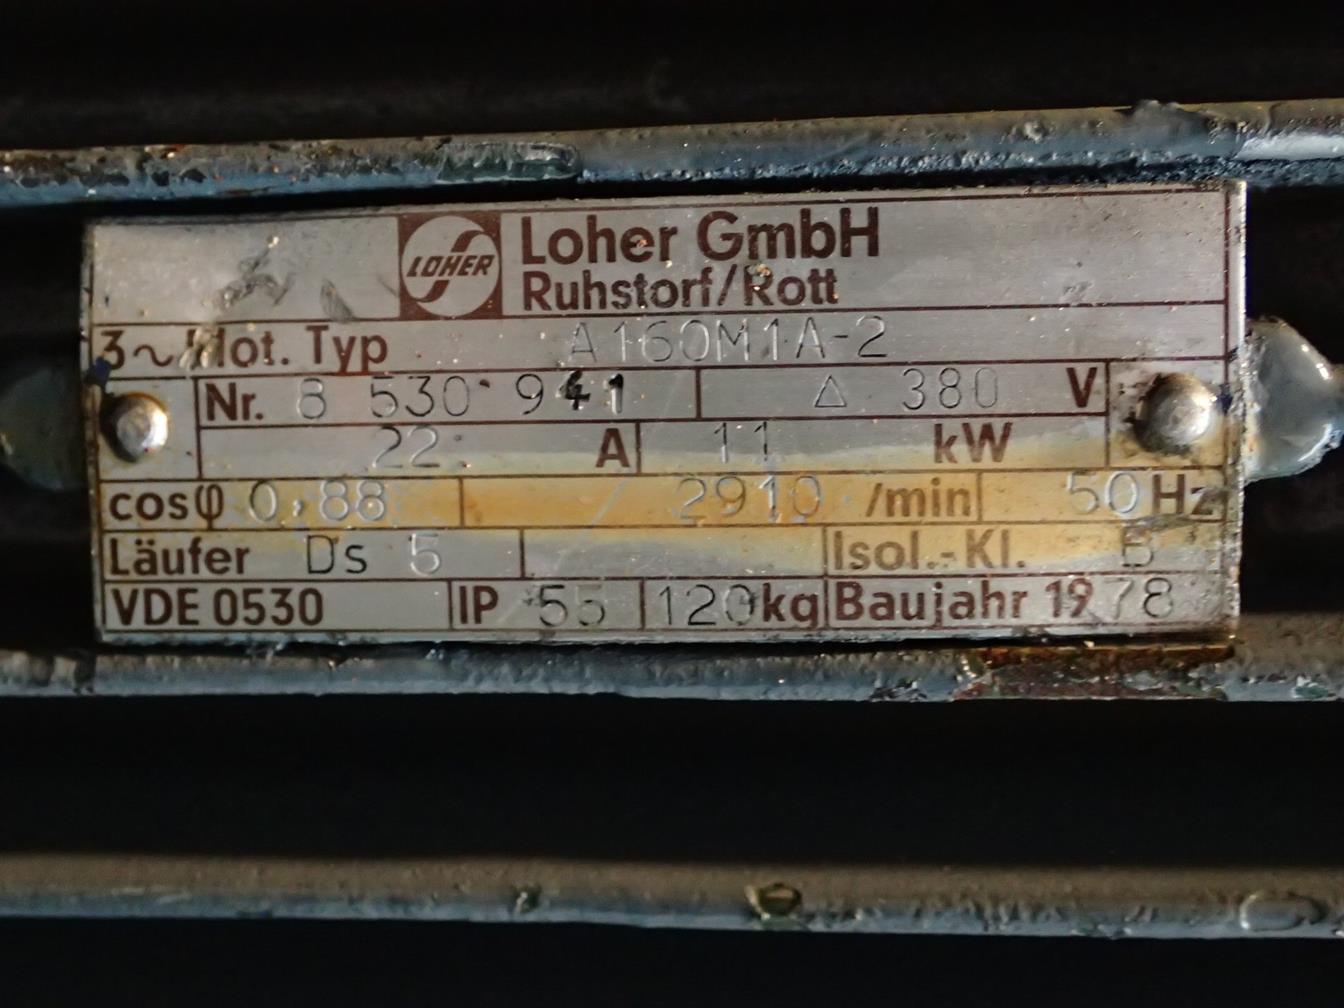 LOHER
Loher GmbH
Ruhstorf/Rott
3~Mot. Typ A160M1A-2
Nr. 8 530 941 △ 380 V
22 A 11 kW
cosφ 0,88 2910 /min 50 Hz
Läufer Ds 5 Isol.-Kl. B
VDE 0530 IP 55 120 kg Baujahr 1978